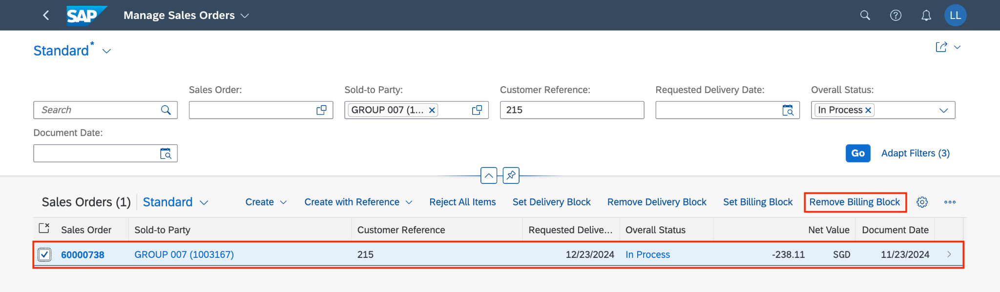 SAP Manage Sales Orders LL
Standard*
Sales Order: Sold-to Party: Customer Reference: Requested Delivery Date: Overall Status:
Search GROUP 007 (1... 215 In Process
Document Date:
Go Adapt Filters (3)
Sales Orders (1) Standard Create Create with Reference Reject All Items Set Delivery Block Remove Delivery Block Set Billing Block Remove Billing Block
Sales Order Sold-to Party Customer Reference Requested Delive... Overall Status Net Value Document Date
60000738 GROUP 007 (1003167) 215 12/23/2024 In Process -238.11 SGD 11/23/2024